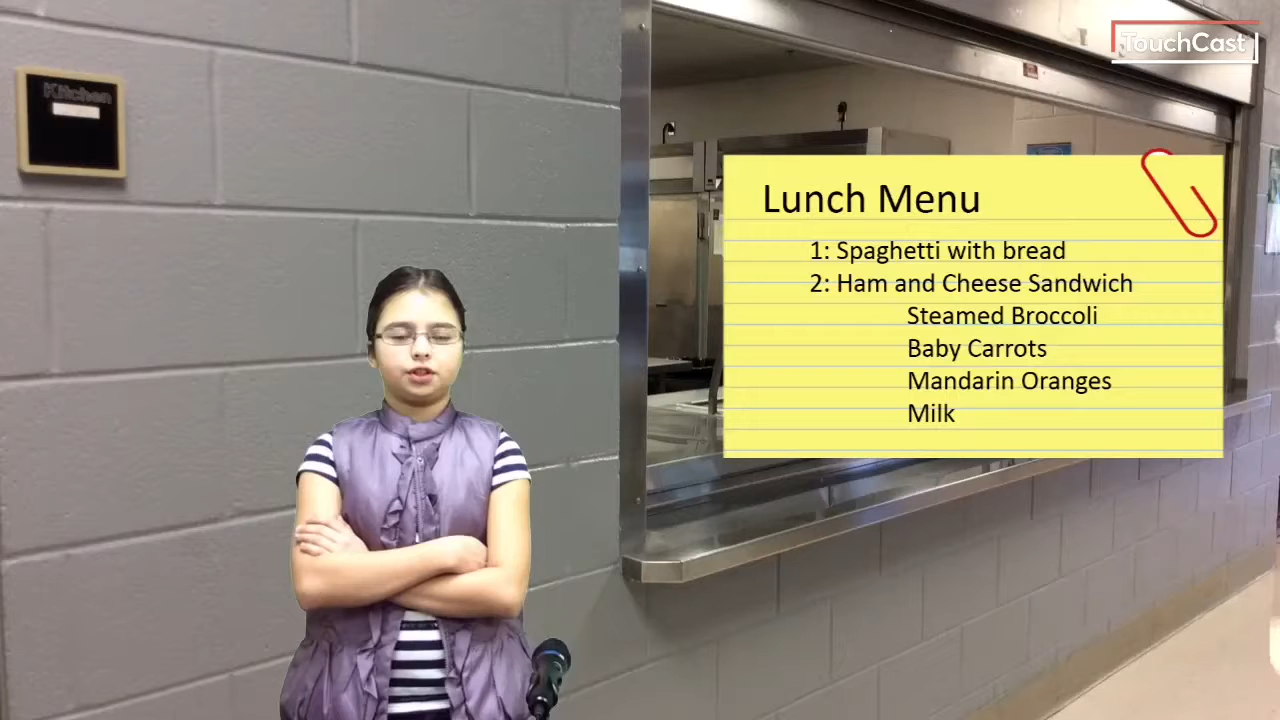 Kitchen
TouchCast
Lunch Menu
1: Spaghetti with bread
2: Ham and Cheese Sandwich
Steamed Broccoli
Baby Carrots
Mandarin Oranges
Milk